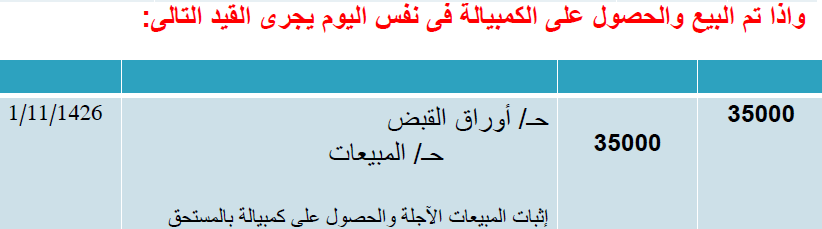 واذا تم البيع والحصول على الكمبيالة فى نفس اليوم يجرى القيد التالى:
35000 حـ/ أوراق القبض 1/11/1426
35000 حـ/ المبيعات
إثبات المبيعات الآجلة والحصول على كمبيالة بالمستحق